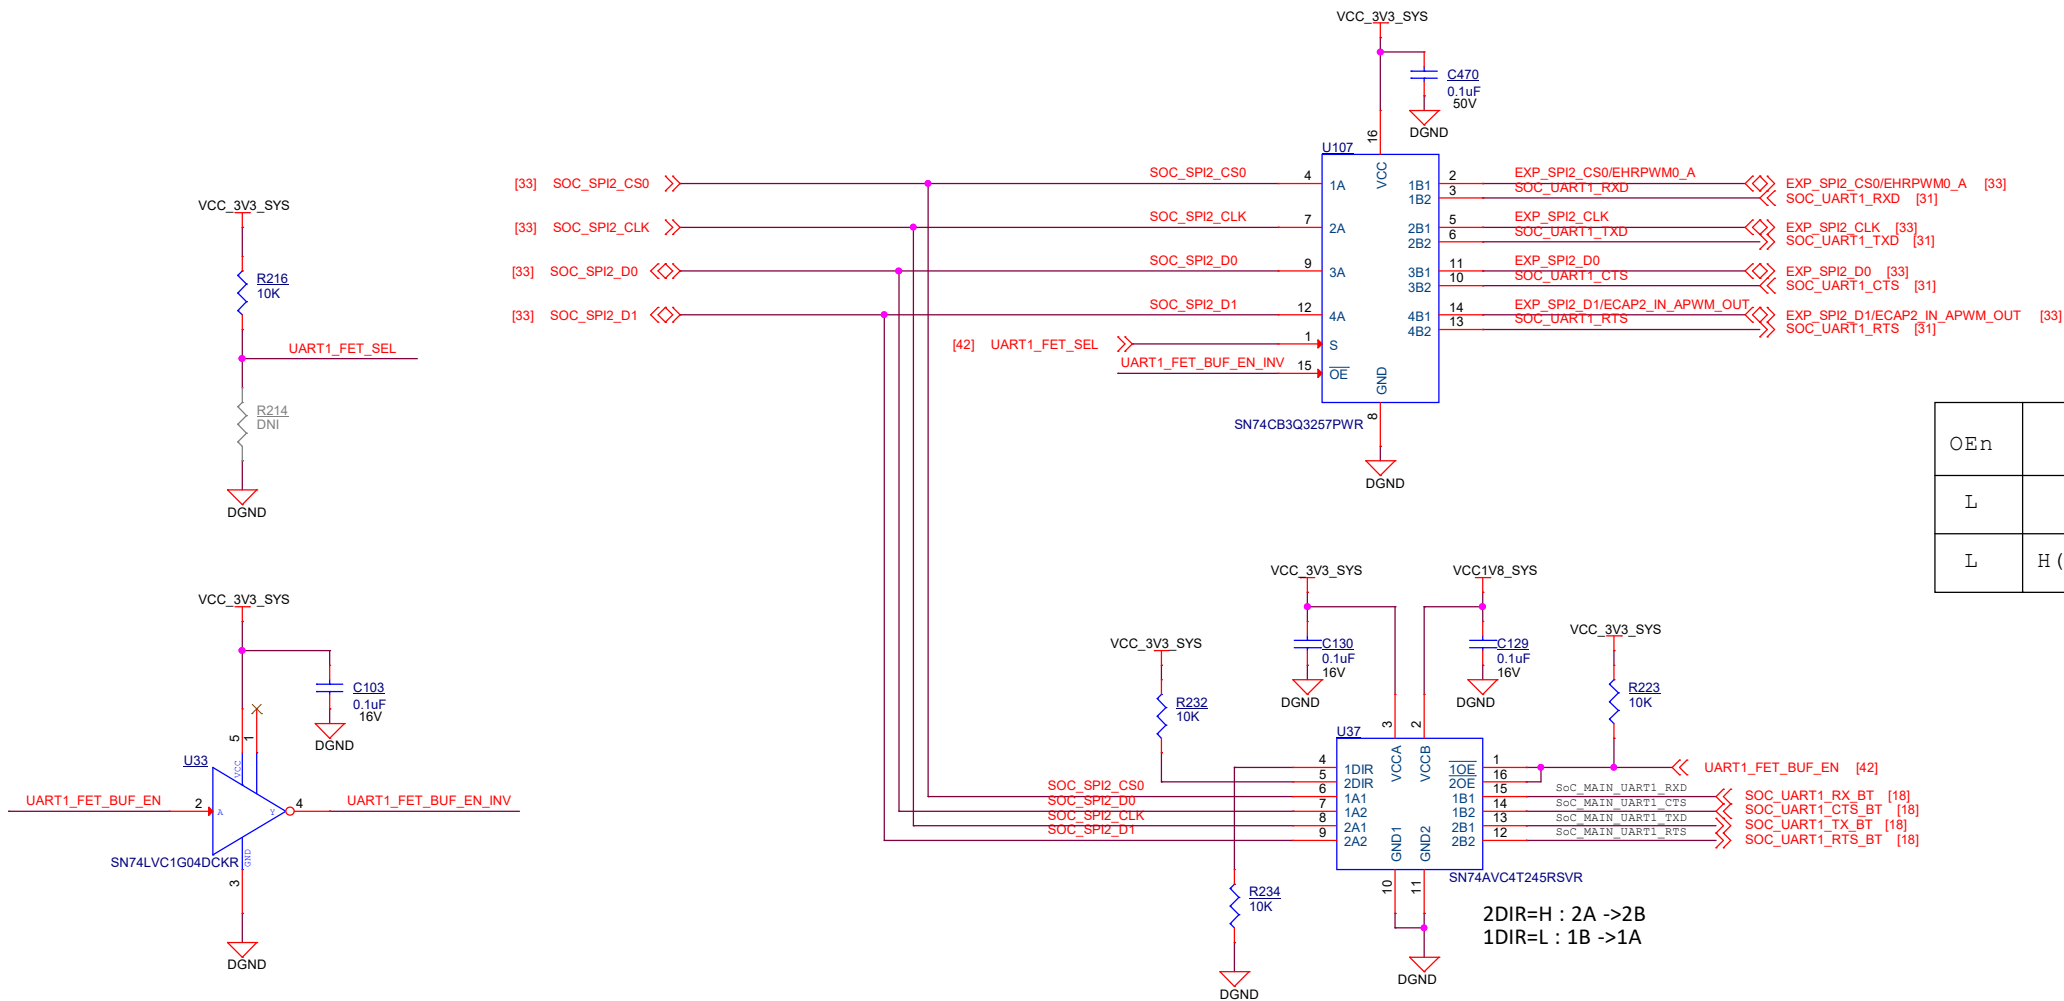 VCC_3V3_SYS
C470
0.1uF
50V
DGND
16
U107
VCC
[33] SOC_SPI2_CS0
SOC_SPI2_CS0
4
1A
1B1
2
EXP_SPI2_CS0/EHRPWM0_A
EXP_SPI2_CS0/EHRPWM0_A [33]
1B2
3
SOC_UART1_RXD
SOC_UART1_RXD [31]
[33] SOC_SPI2_CLK
SOC_SPI2_CLK
7
2A
2B1
5
EXP_SPI2_CLK
EXP_SPI2_CLK [33]
2B2
6
SOC_UART1_TXD
SOC_UART1_TXD [31]
[33] SOC_SPI2_D0
SOC_SPI2_D0
9
3A
3B1
11
EXP_SPI2_D0
EXP_SPI2_D0 [33]
3B2
10
SOC_UART1_CTS
SOC_UART1_CTS [31]
[33] SOC_SPI2_D1
SOC_SPI2_D1
12
4A
4B1
14
EXP_SPI2_D1/ECAP2_IN_APWM_OUT
EXP_SPI2_D1/ECAP2_IN_APWM_OUT [33]
4B2
13
SOC_UART1_RTS
SOC_UART1_RTS [31]
[42] UART1_FET_SEL
1
S
UART1_FET_BUF_EN_INV
15
OE
GND
8
SN74CB3Q3257PWR
DGND
VCC_3V3_SYS
R216
10K
UART1_FET_SEL
R214
DNI
DGND
OEn
L
L H (
VCC_3V3_SYS
C103
0.1uF
16V
DGND
5
1
U33
VCC
UART1_FET_BUF_EN
2
A
Y
4
UART1_FET_BUF_EN_INV
GND
SN74LVC1G04DCKR
3
DGND
VCC_3V3_SYS
C130
0.1uF
16V
DGND
VCC1V8_SYS
C129
0.1uF
16V
DGND
VCC_3V3_SYS
R232
10K
VCC_3V3_SYS
R223
10K
3
2
U37
VCCA
VCCB
4
1DIR
5
2DIR
SOC_SPI2_CS0
6
1A1
SOC_SPI2_D0
7
1A2
SOC_SPI2_CLK
8
2A1
SOC_SPI2_D1
9
2A2
1OE
1
UART1_FET_BUF_EN [42]
2OE
16
1B1
15
SoC_MAIN_UART1_RXD
SOC_UART1_RX_BT [18]
1B2
14
SoC_MAIN_UART1_CTS
SOC_UART1_CTS_BT [18]
2B1
13
SoC_MAIN_UART1_TXD
SOC_UART1_TX_BT [18]
2B2
12
SoC_MAIN_UART1_RTS
SOC_UART1_RTS_BT [18]
GND1
GND2
10
11
SN74AVC4T245RSVR
R234
10K
DGND
DGND
2DIR=H : 2A ->2B
1DIR=L : 1B ->1A